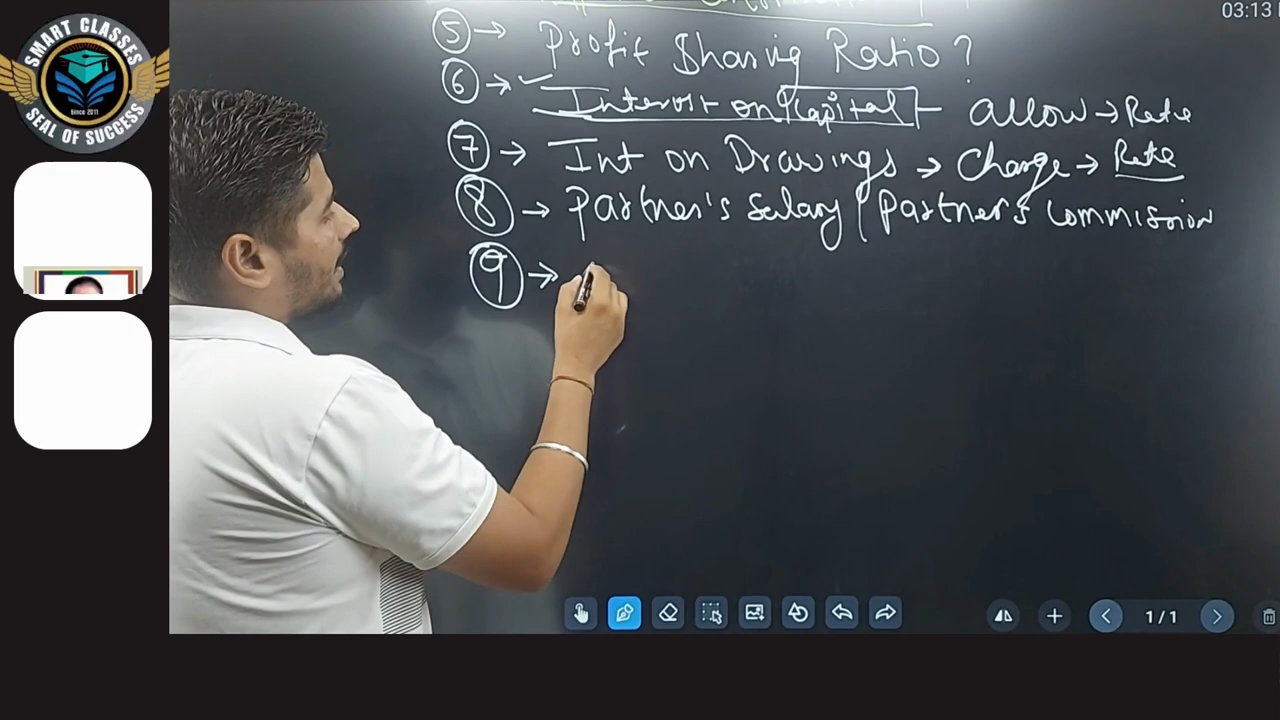 SMART CLASSES
since 2011
SEAL OF SUCCESS
03:13
5 → Profit Sharing Ratio ?
6 → Interest on Capital allow → Rate
7 → Int on Drawings → Charge → Rate
8 → Partner's Salary / Partner's Commission
9 →
1/1